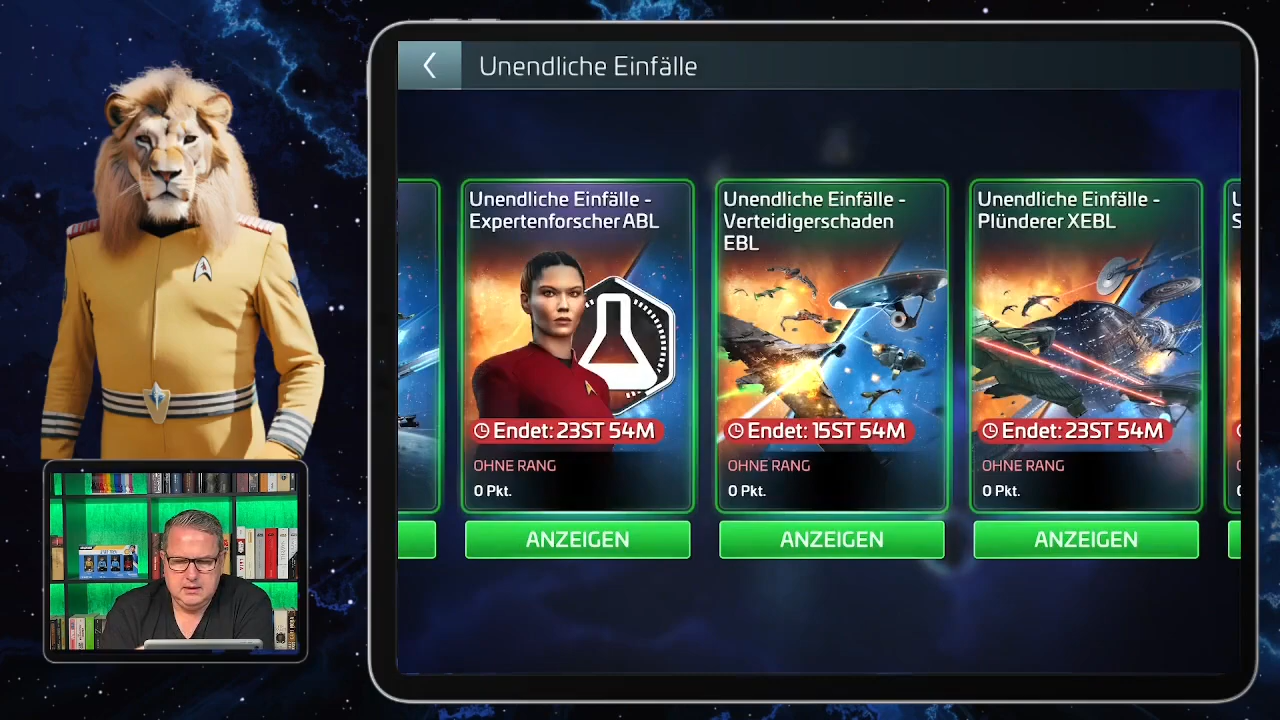 Unendliche Einfälle
Unendliche Einfälle -
Expertenforscher ABL
Endet: 23ST 54M
OHNE RANG
0 Pkt.
ANZEIGEN
Unendliche Einfälle -
Verteidigerschaden
EBL
Endet: 15ST 54M
OHNE RANG
0 Pkt.
ANZEIGEN
Unendliche Einfälle -
Plünderer XEBL
Endet: 23ST 54M
OHNE RANG
0 Pkt.
ANZEIGEN